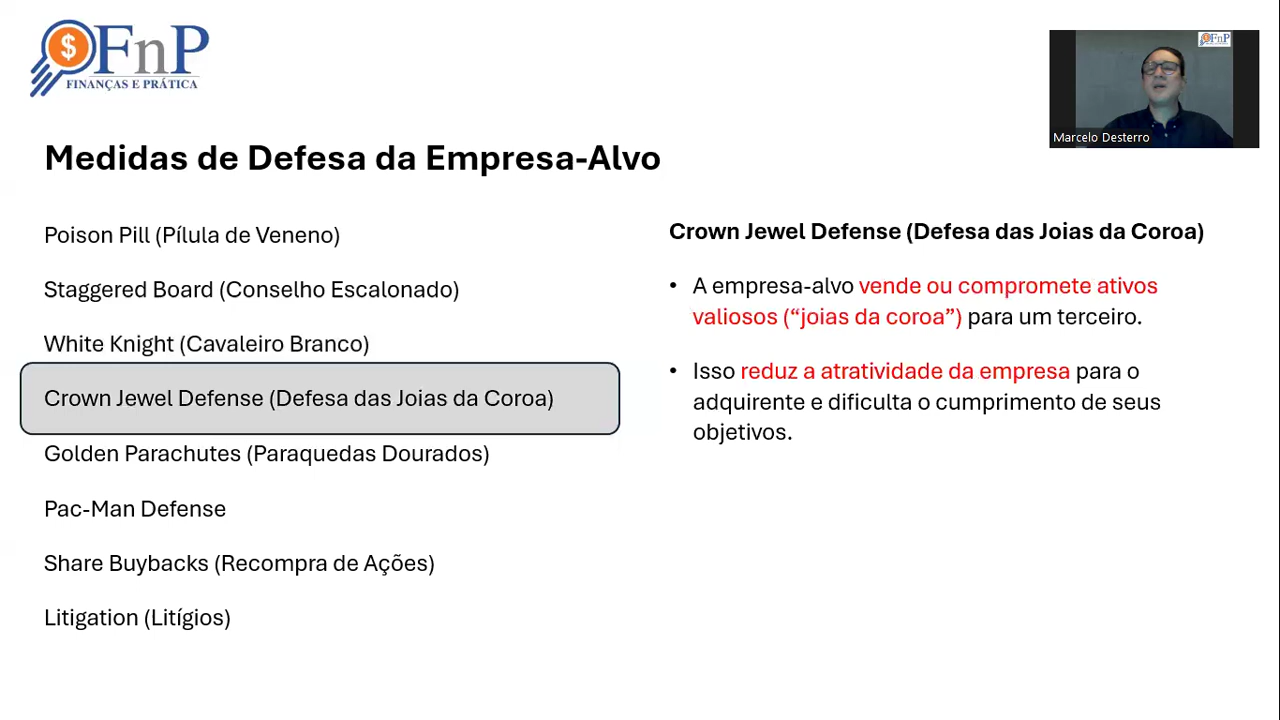 FnP
FINANÇAS E PRÁTICA
Marcelo Desterro
Medidas de Defesa da Empresa-Alvo
Poison Pill (Pílula de Veneno)
Staggered Board (Conselho Escalonado)
White Knight (Cavaleiro Branco)
Crown Jewel Defense (Defesa das Joias da Coroa)
Golden Parachutes (Paraquedas Dourados)
Pac-Man Defense
Share Buybacks (Recompra de Ações)
Litigation (Litígios)
Crown Jewel Defense (Defesa das Joias da Coroa)
• A empresa-alvo vende ou compromete ativos
valiosos (“joias da coroa”) para um terceiro.
• Isso reduz a atratividade da empresa para o
adquirente e dificulta o cumprimento de seus
objetivos.